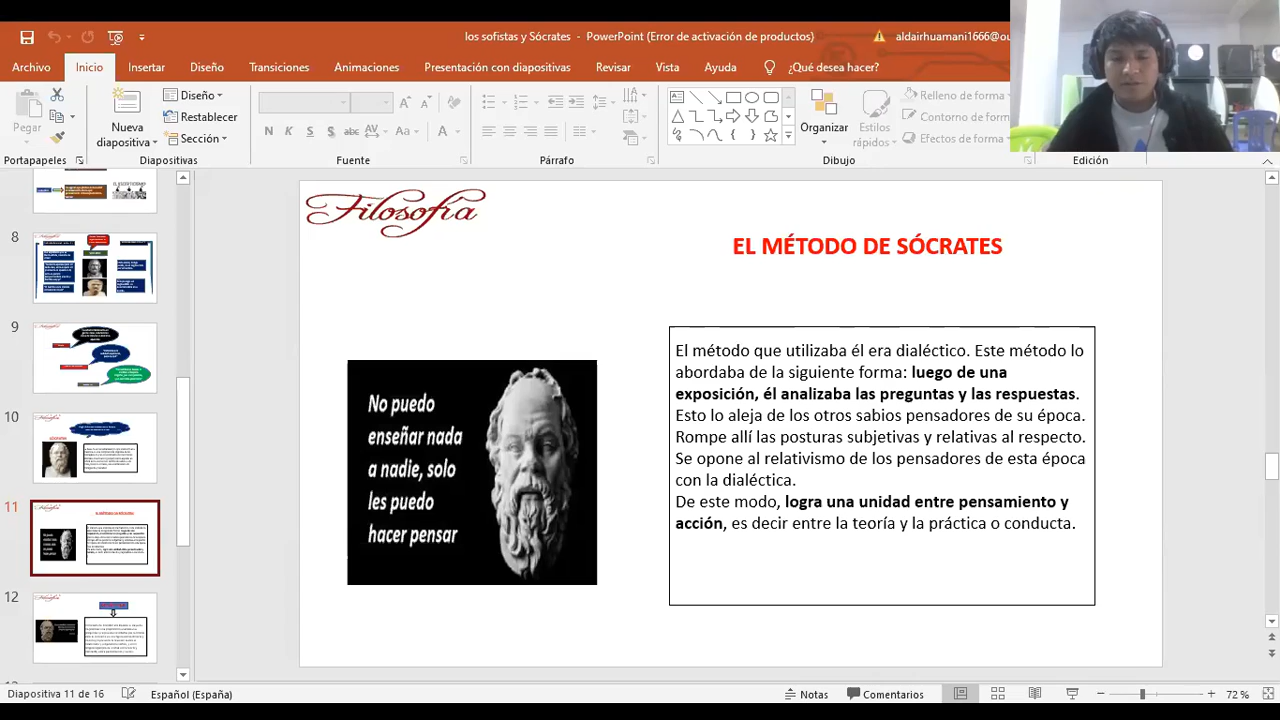 los sofistas y Sócrates - PowerPoint (Error de activación de productos)
aldairhuamani1666@ou
Archivo Inicio Insertar Diseño Transiciones Animaciones Presentación con diapositivas Revisar Vista Ayuda ¿Qué desea hacer?
Pegar
Nueva diapositiva
Diseño
Restablecer
Sección
N K S abc AV Aa A
Organizar
Estilos rápidos
Relleno de forma
Contorno de form
Efectos de forma
Portapapeles Diapositivas Fuente Párrafo Dibujo Edición
8
9
10
11
12
Filosofía
EL MÉTODO DE SÓCRATES
No puedo
enseñar nada
a nadie, solo
les puedo
hacer pensar
El método que utilizaba él era dialéctico. Este método lo
abordaba de la siguiente forma: luego de una
exposición, él analizaba las preguntas y las respuestas.
Esto lo aleja de los otros sabios pensadores de su época.
Rompe allí las posturas subjetivas y relativas al respecto.
Se opone al relativismo de los pensadores de esta época
con la dialéctica.
De este modo, logra una unidad entre pensamiento y
acción, es decir entre la teoría y la práctica o conducta.
Diapositiva 11 de 16 Español (España) Notas Comentarios 72 %